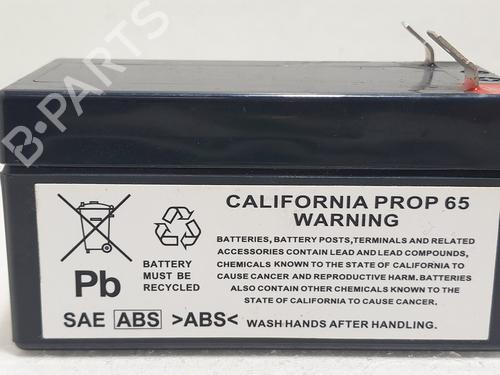 B-PARTS
CALIFORNIA PROP 65
WARNING
BATTERIES, BATTERY POSTS, TERMINALS AND RELATED
ACCESSORIES CONTAIN LEAD AND LEAD COMPOUNDS,
CHEMICALS KNOWN TO THE STATE OF CALIFORNIA TO
CAUSE CANCER AND REPRODUCTIVE HARM. BATTERIES
ALSO CONTAIN OTHER CHEMICALS KNOWN TO THE
STATE OF CALIFORNIA TO CAUSE CANCER.
WASH HANDS AFTER HANDLING.
Pb
BATTERY
MUST BE
RECYCLED
SAE ABS >ABS<